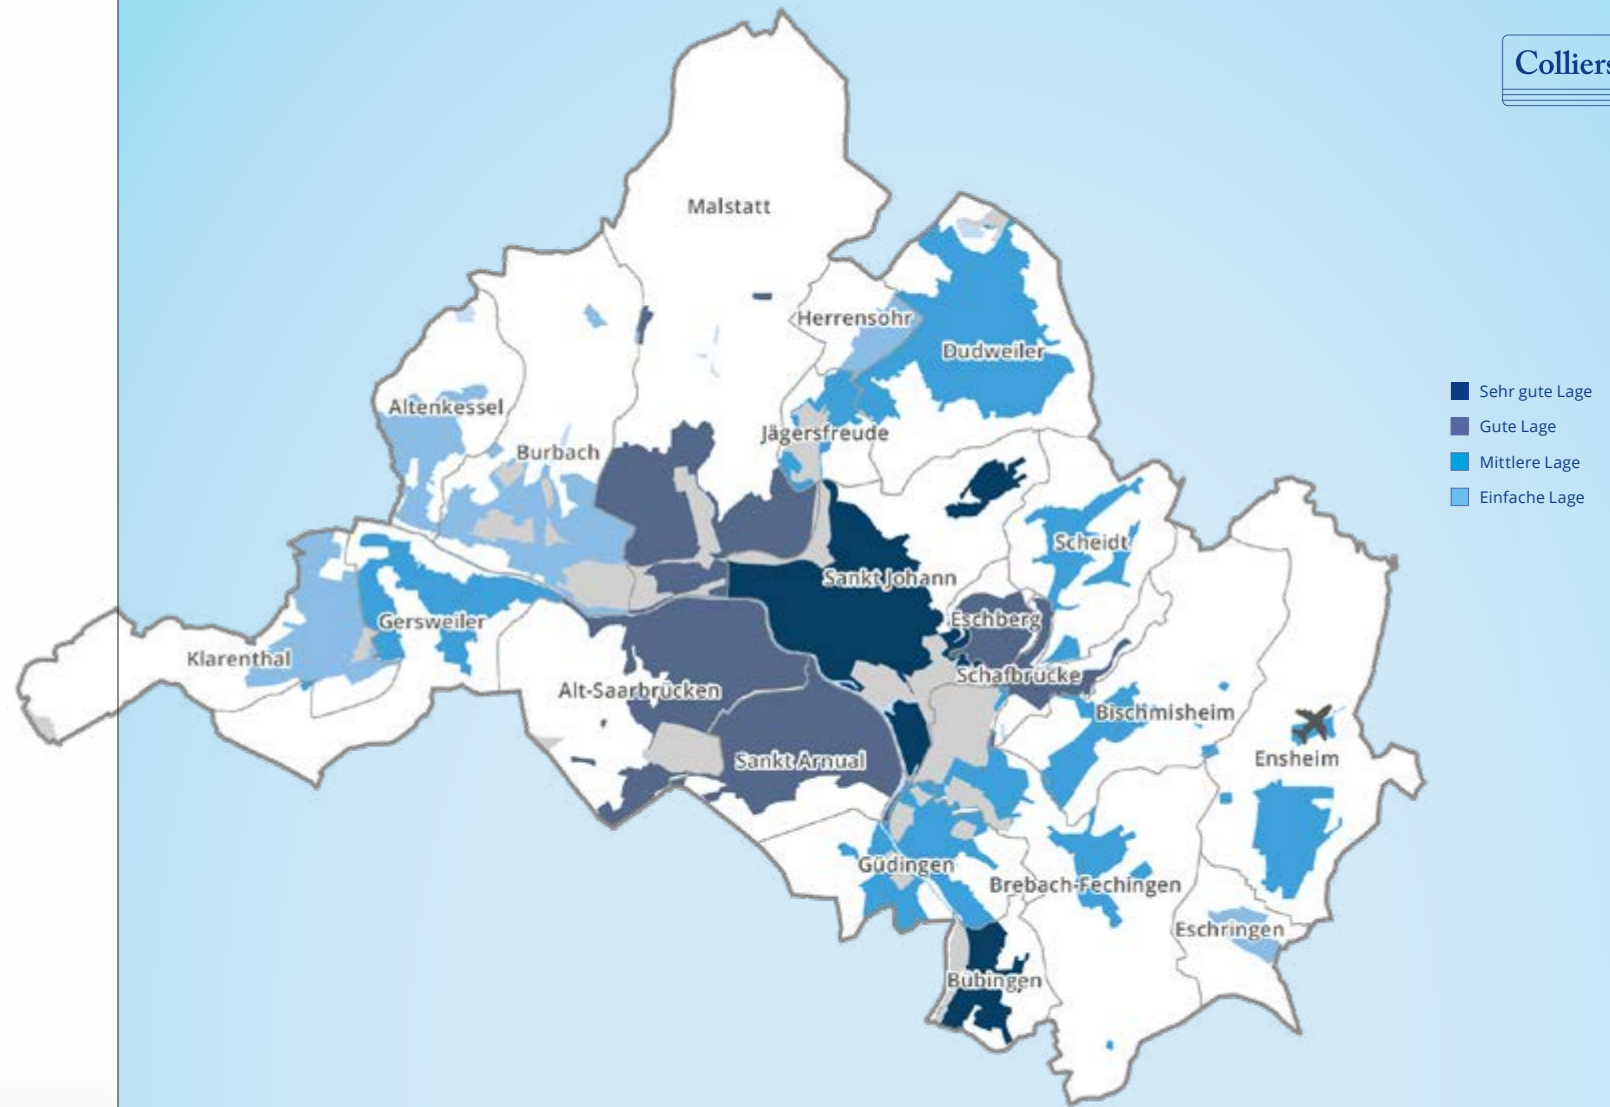 Colliers
Malstatt
Herrensohr
Dudweiler
Sehr gute Lage
Gute Lage
Mittlere Lage
Einfache Lage
Altenkessel
Jägersfreude
Burbach
Scheidt
Sankt Johann
Eschberg
Gersweiler
Klarenthal
Schafbrücke
Alt-Saarbrücken
Bischmisheim
Sankt Arnual
Ensheim
Güdingen
Brebach-Fechingen
Eschringen
Bübingen